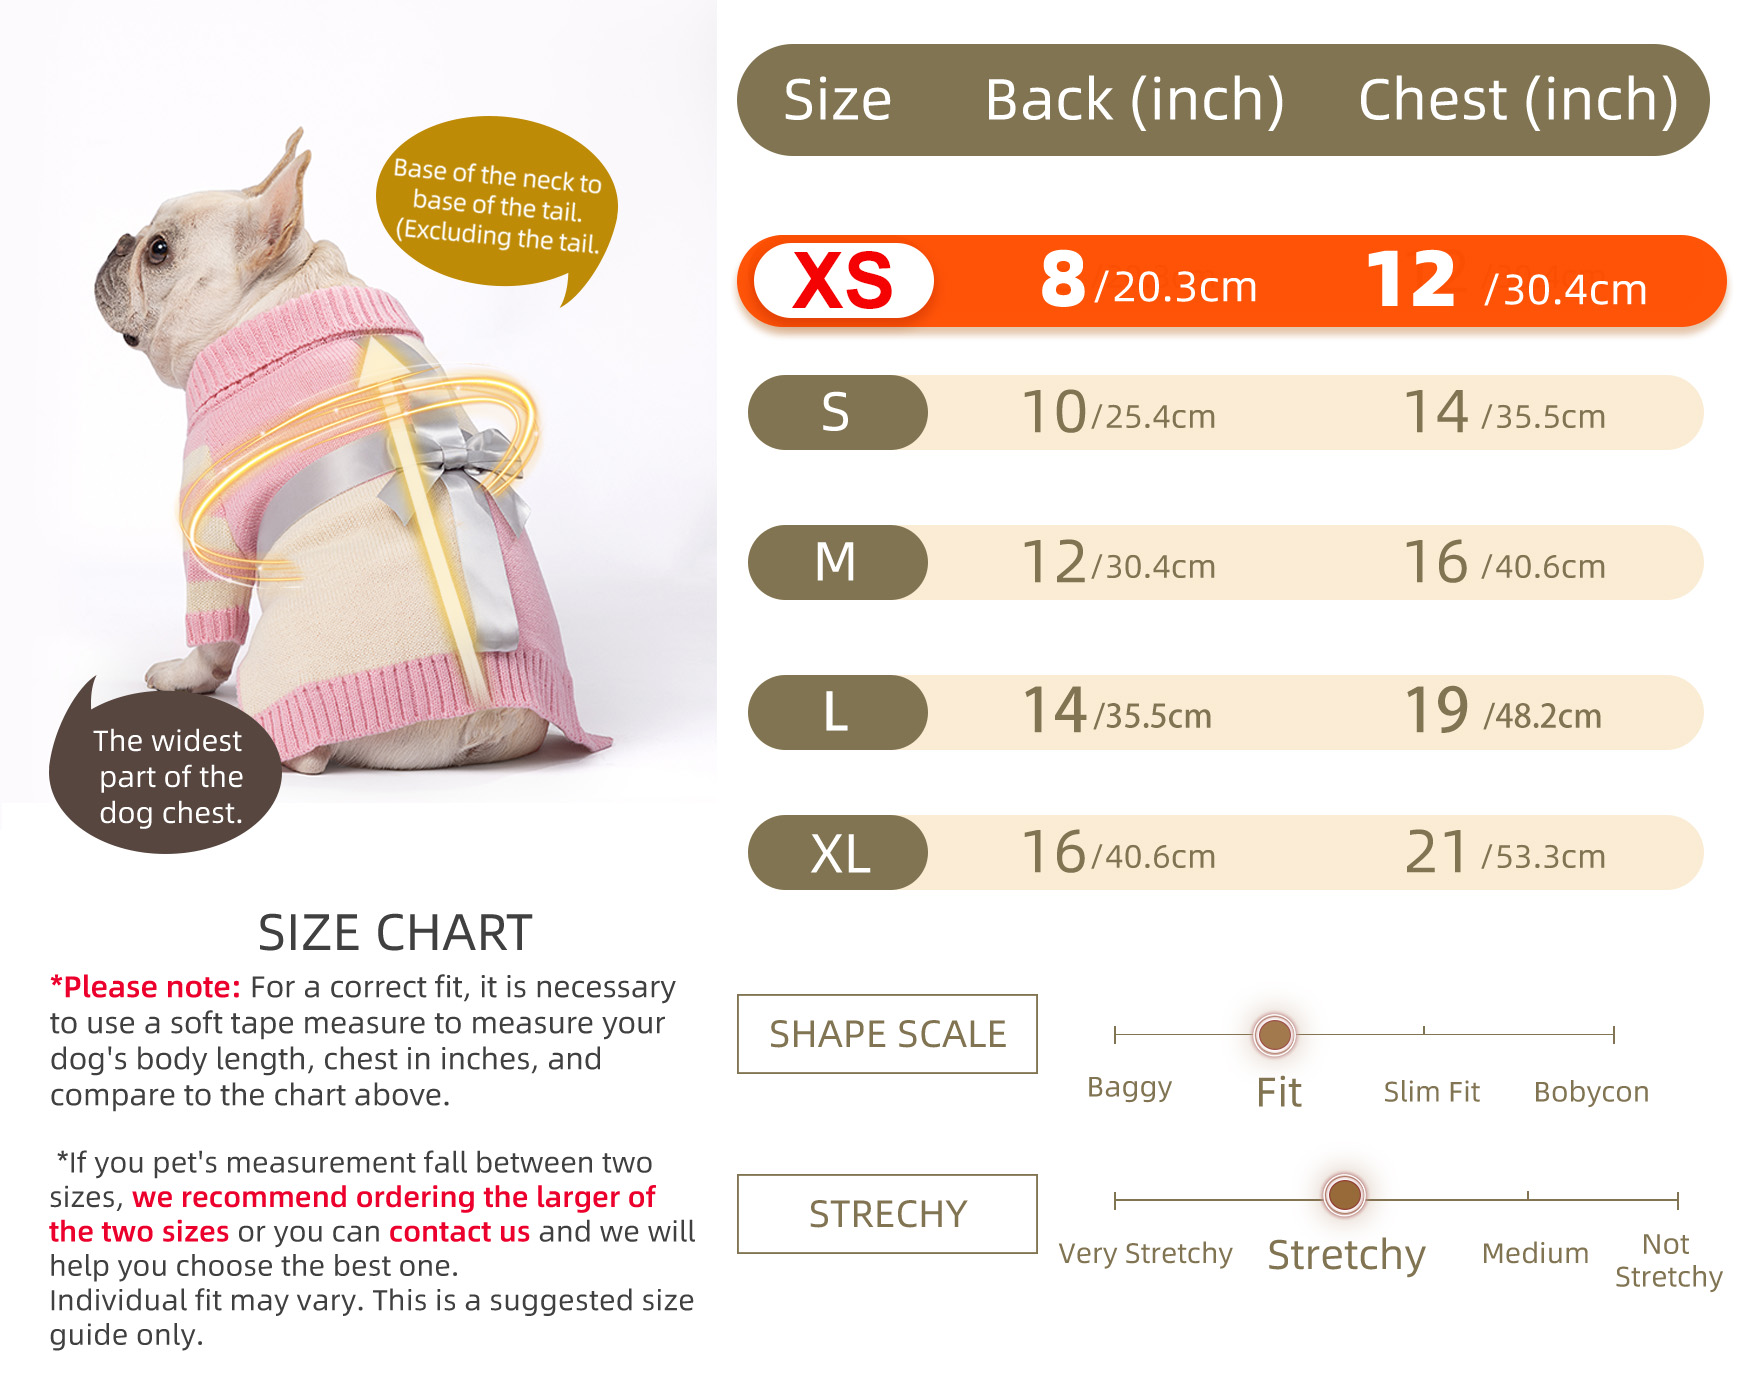 Base of the neck to
base of the tail.
(Excluding the tail.
The widest
part of the
dog chest.
SIZE CHART
*Please note: For a correct fit, it is necessary
to use a soft tape measure to measure your
dog's body length, chest in inches, and
compare to the chart above.
*If you pet's measurement fall between two
sizes, we recommend ordering the larger of
the two sizes or you can contact us and we will
help you choose the best one.
Individual fit may vary. This is a suggested size
guide only.
Size Back (inch) Chest (inch)
XS 8/20.3cm 12 /30.4cm
S 10/25.4cm 14 /35.5cm
M 12/30.4cm 16 /40.6cm
L 14/35.5cm 19 /48.2cm
XL 16/40.6cm 21 /53.3cm
SHAPE SCALE
Baggy Fit Slim Fit Bobycon
STRECHY
Very Stretchy Stretchy Medium Not
Stretchy